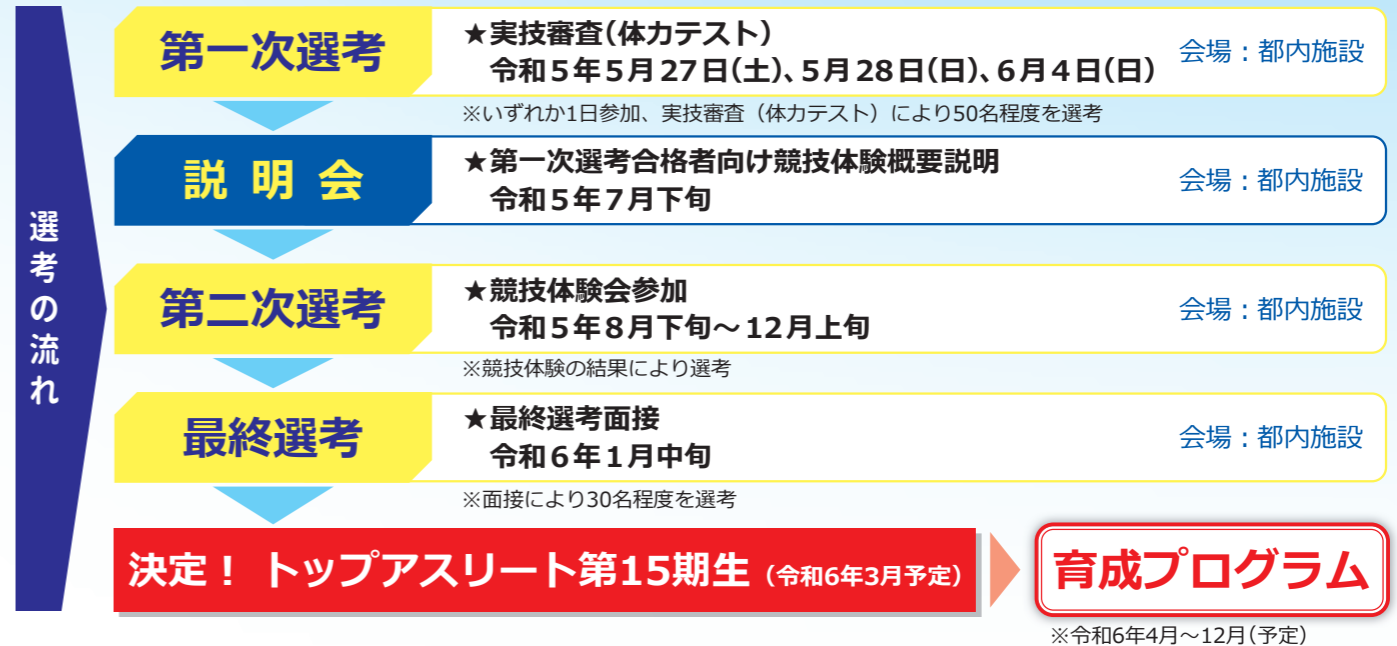 選考の流れ
第一次選考
★実技審査(体力テスト)
令和5年5月27日(土)、5月28日(日)、6月4日(日)
会場：都内施設
※いずれか1日参加、実技審査（体力テスト）により50名程度を選考
説明会
★第一次選考合格者向け競技体験概要説明
令和5年7月下旬
会場：都内施設
第二次選考
★競技体験会参加
令和5年8月下旬～12月上旬
会場：都内施設
※競技体験の結果により選考
最終選考
★最終選考面接
令和6年1月中旬
会場：都内施設
※面接により30名程度を選考
決定！ トップアスリート第15期生（令和6年3月予定）
育成プログラム
※令和6年4月～12月(予定)